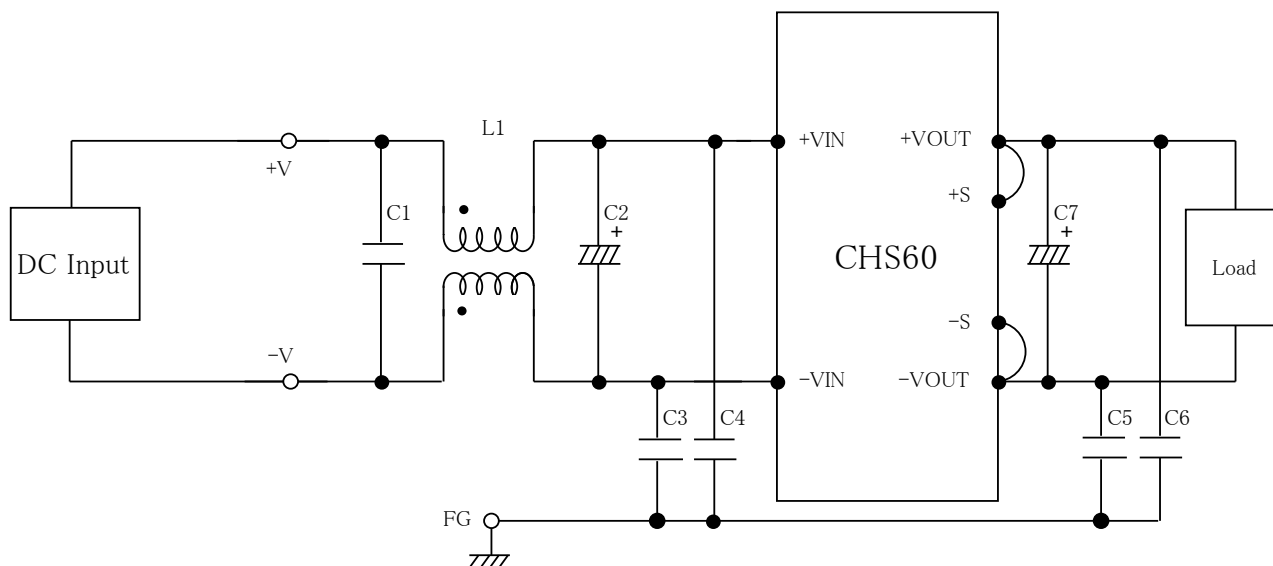 L1
+V
+VIN
+VOUT
+S
C1
C2
+
C7
+
DC Input
CHS60
Load
-S
-V
-VIN
-VOUT
C3
C4
C5
C6
FG